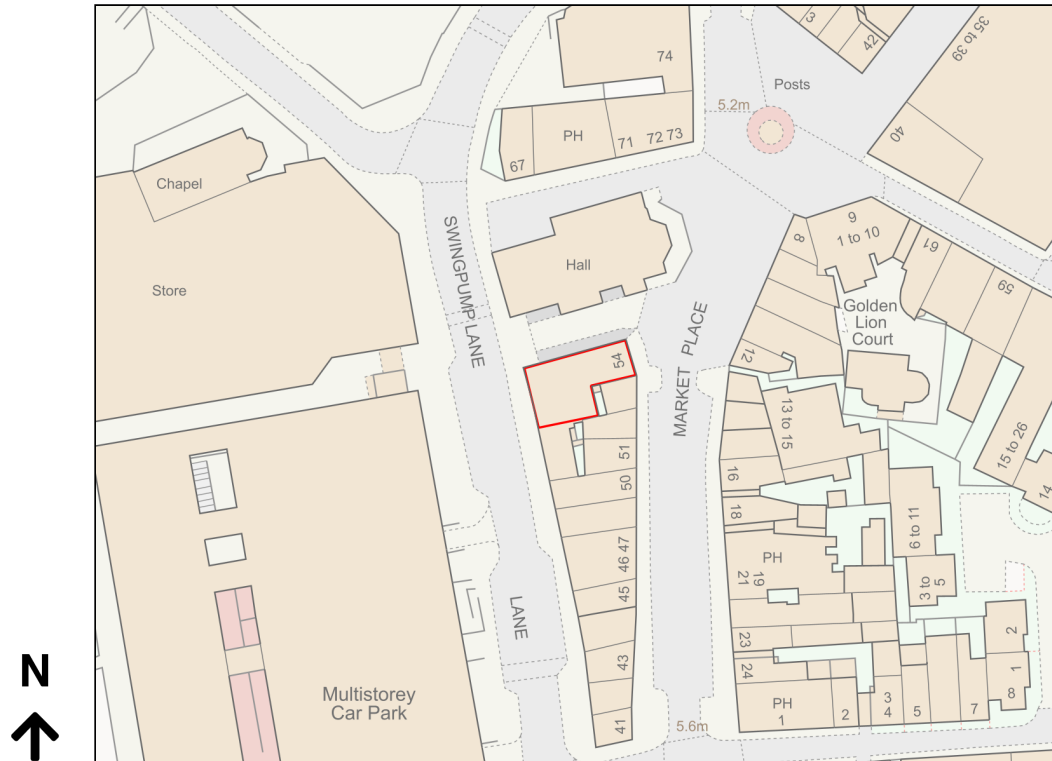 74
3
42
35 to 39
Posts
5.2m
PH
71
72 73
67
40
Chapel
SWINGPUMP LANE
Hall
8
9
1 to 10
61
59
Store
Golden
Lion
Court
MARKET PLACE
54
12
13 to 15
51
50
16
18
15 to 26
14
46 47
45
PH
19
21
6 to 11
3 to 5
LANE
43
23
24
2
1
8
N
Multistorey
Car Park
41
PH
1
2
3
4
5
7
5.6m